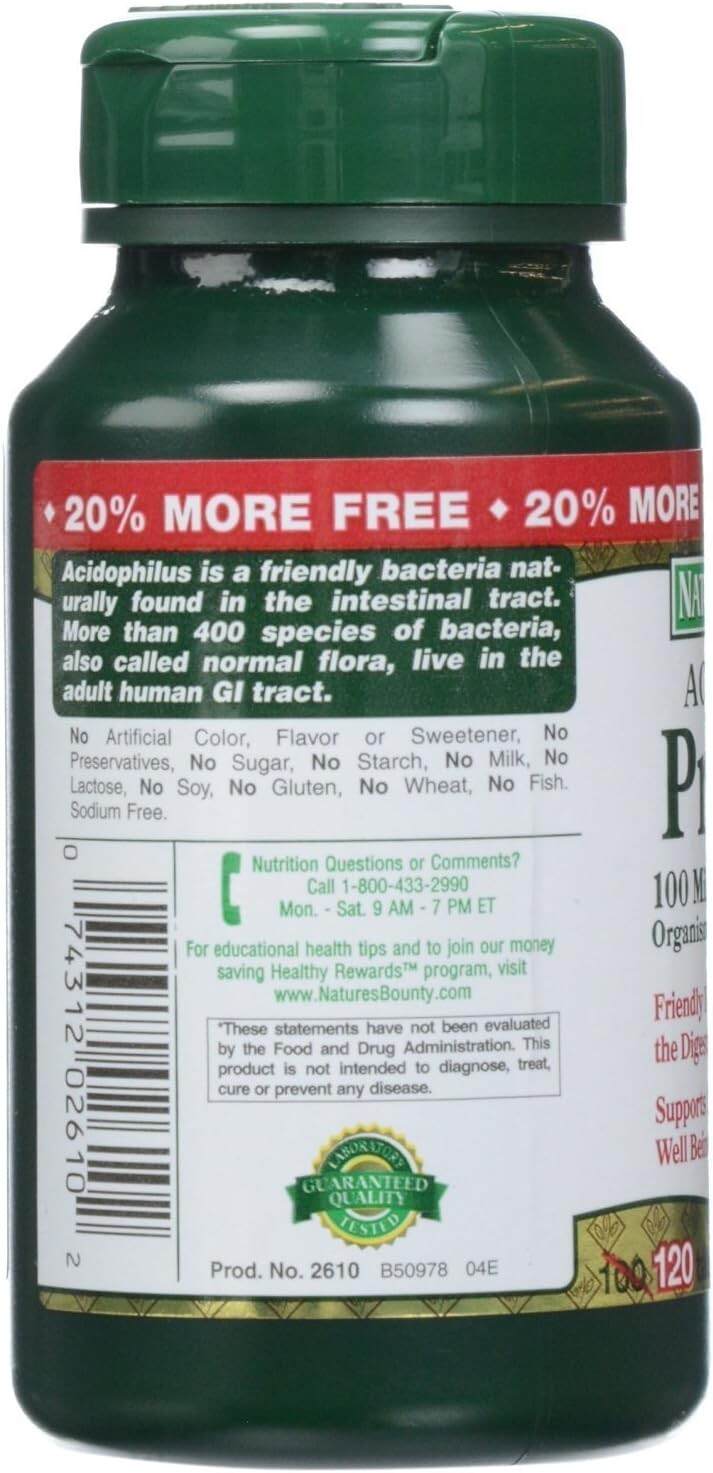 ♦ 20% MORE FREE ♦ 20% MORE
Acidophilus is a friendly bacteria nat-
urally found in the intestinal tract.
More than 400 species of bacteria,
also called normal flora, live in the
adult human GI tract.
No Artificial Color, Flavor or Sweetener, No
Preservatives, No Sugar, No Starch, No Milk, No
Lactose, No Soy, No Gluten, No Wheat, No Fish.
Sodium Free.
Nutrition Questions or Comments?
Call 1-800-433-2990
Mon. - Sat. 9 AM - 7 PM ET
For educational health tips and to join our money
saving Healthy Rewards™ program, visit
www.NaturesBounty.com
*These statements have not been evaluated
by the Food and Drug Administration. This
product is not intended to diagnose, treat,
cure or prevent any disease.
LABORATORY
GUARANTEED
QUALITY
TESTED
Prod. No. 2610 B50978 04E
0 74312 02610 2
100
Friendly
the
Supports
Well
100 120